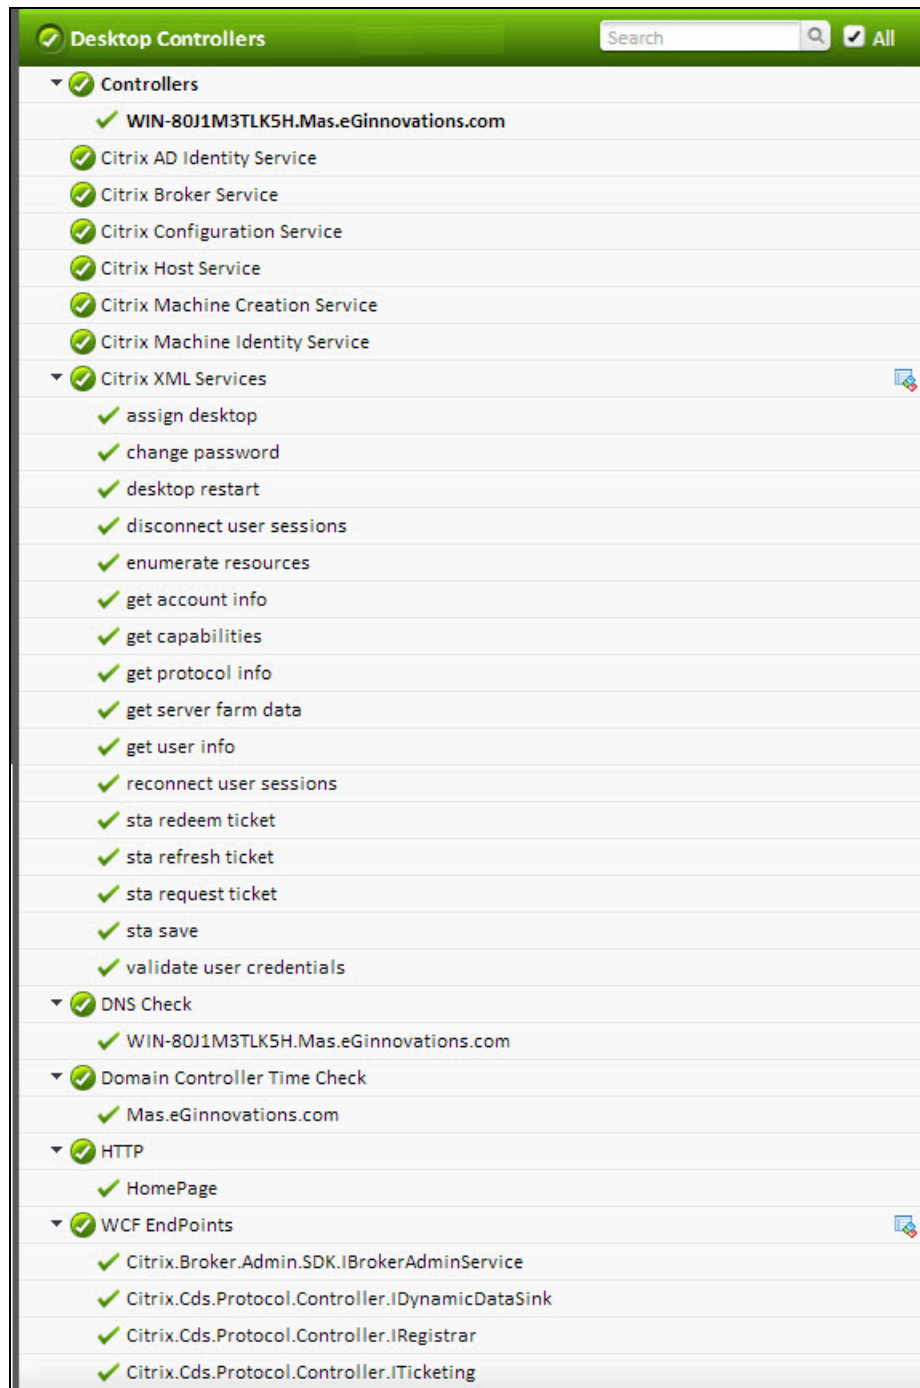 Desktop Controllers
Search
All
Controllers
WIN-80J1M3TLK5H.Mas.eGinnovations.com
Citrix AD Identity Service
Citrix Broker Service
Citrix Configuration Service
Citrix Host Service
Citrix Machine Creation Service
Citrix Machine Identity Service
Citrix XML Services
assign desktop
change password
desktop restart
disconnect user sessions
enumerate resources
get account info
get capabilities
get protocol info
get server farm data
get user info
reconnect user sessions
sta redeem ticket
sta refresh ticket
sta request ticket
sta save
validate user credentials
DNS Check
WIN-80J1M3TLK5H.Mas.eGinnovations.com
Domain Controller Time Check
Mas.eGinnovations.com
HTTP
HomePage
WCF EndPoints
Citrix.Broker.Admin.SDK.IBrokerAdminService
Citrix.Cds.Protocol.Controller.IDynamicDataSink
Citrix.Cds.Protocol.Controller.IRegistrar
Citrix.Cds.Protocol.Controller.ITicketing